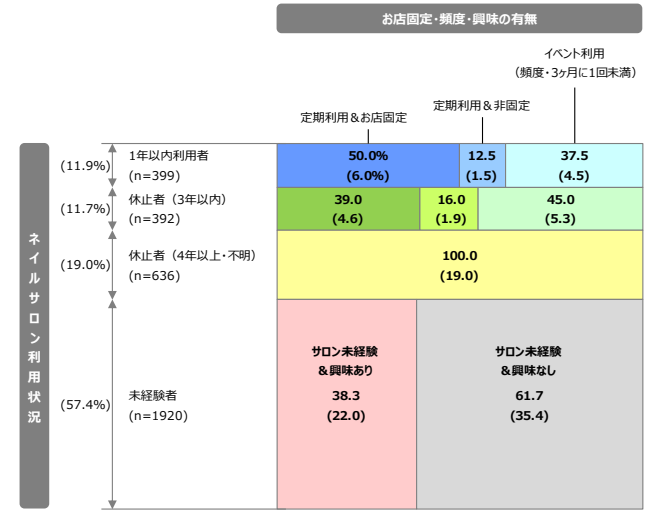 お店固定・頻度・興味の有無
イベント利用
（頻度・3ヶ月に1回未満）
定期利用＆非固定
定期利用＆お店固定
ネイルサロン利用状況
(11.9%)
1年以内利用者
(n=399)
50.0%
(6.0%)
12.5
(1.5)
37.5
(4.5)
(11.7%)
休止者（3年以内）
(n=392)
39.0
(4.6)
16.0
(1.9)
45.0
(5.3)
(19.0%)
休止者（4年以上・不明）
(n=636)
100.0
(19.0)
(57.4%)
未経験者
(n=1920)
サロン未経験
＆興味あり
38.3
(22.0)
サロン未経験
＆興味なし
61.7
(35.4)